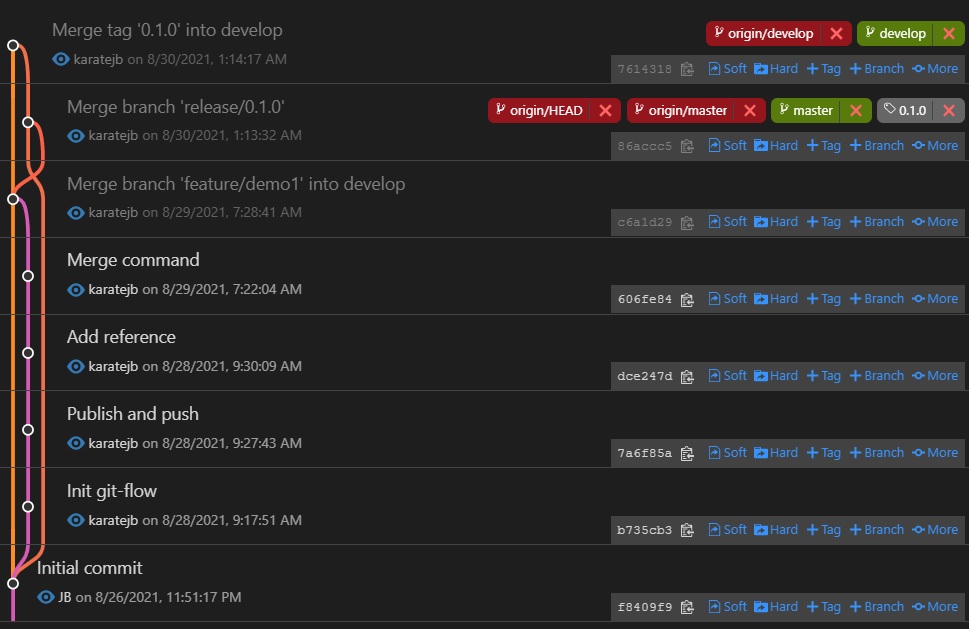 Merge tag '0.1.0' into develop
origin/develop develop
karatejb on 8/30/2021, 1:14:17 AM
7614318 Soft Hard Tag Branch More
Merge branch 'release/0.1.0'
origin/HEAD origin/master master 0.1.0
karatejb on 8/30/2021, 1:13:32 AM
86accc5 Soft Hard Tag Branch More
Merge branch 'feature/demo1' into develop
karatejb on 8/29/2021, 7:28:41 AM
c6a1d29 Soft Hard Tag Branch More
Merge command
karatejb on 8/29/2021, 7:22:04 AM
606fe84 Soft Hard Tag Branch More
Add reference
karatejb on 8/28/2021, 9:30:09 AM
dce247d Soft Hard Tag Branch More
Publish and push
karatejb on 8/28/2021, 9:27:43 AM
7a6f85a Soft Hard Tag Branch More
Init git-flow
karatejb on 8/28/2021, 9:17:51 AM
b735cb3 Soft Hard Tag Branch More
Initial commit
JB on 8/26/2021, 11:51:17 PM
f8409f9 Soft Hard Tag Branch More